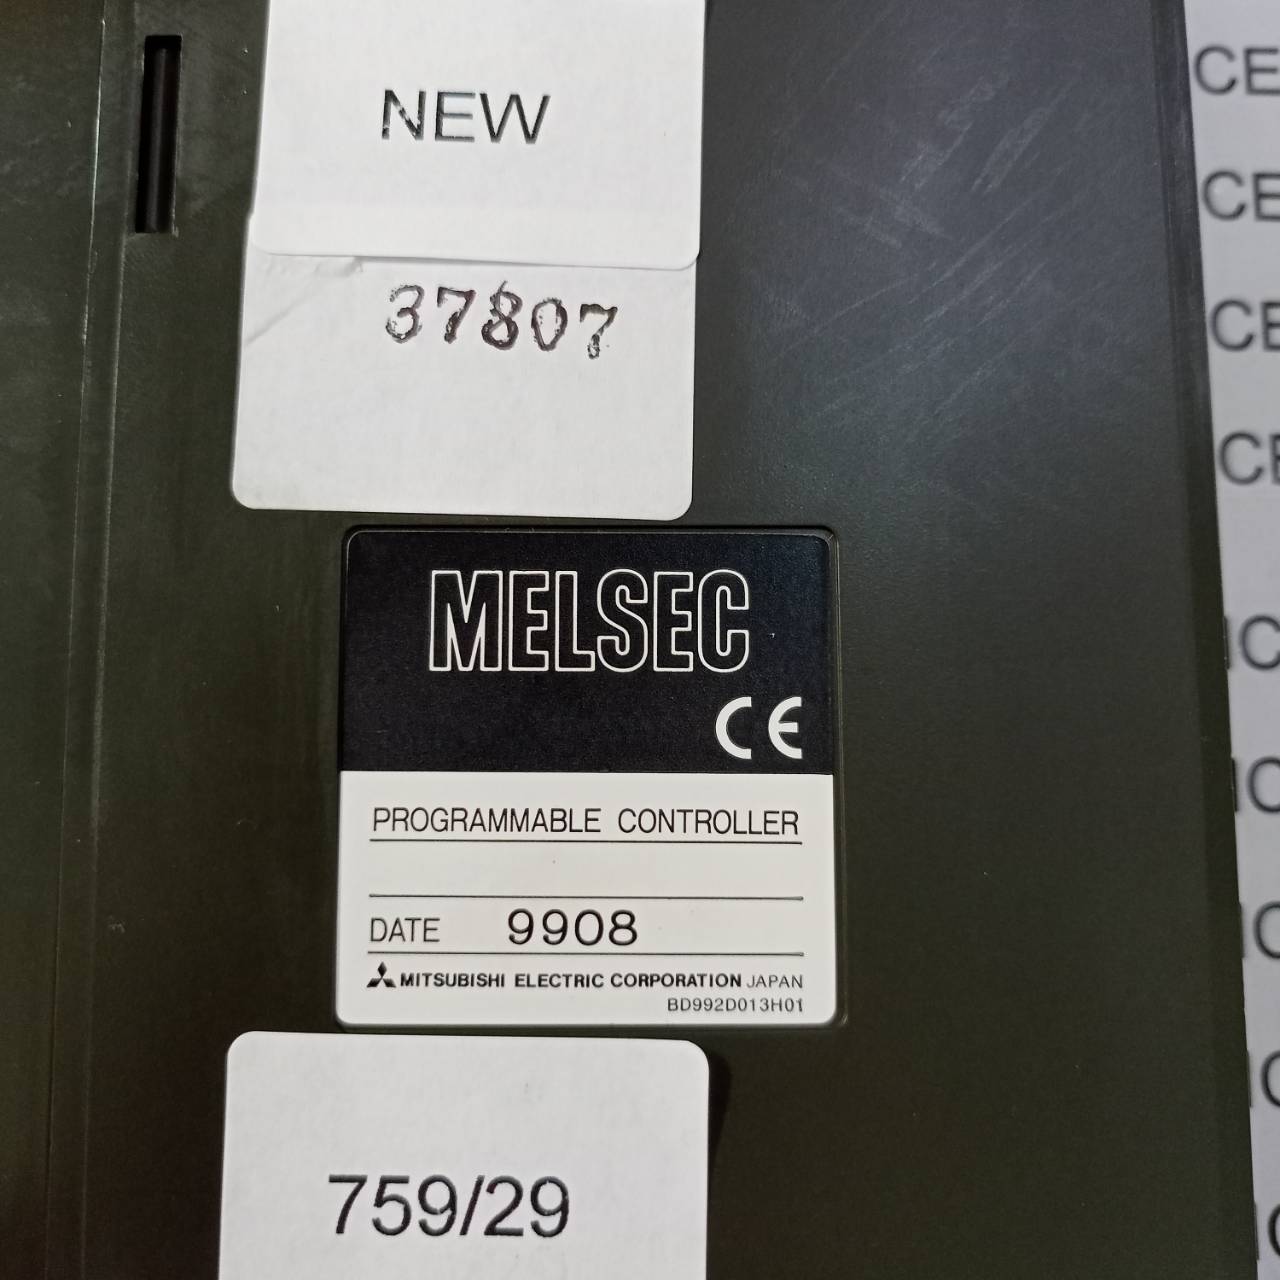 NEW
37807
MELSEC
CE
PROGRAMMABLE CONTROLLER
DATE 9908
MITSUBISHI ELECTRIC CORPORATION JAPAN
BD992D013H01
759/29
CE
CE
CE
CE